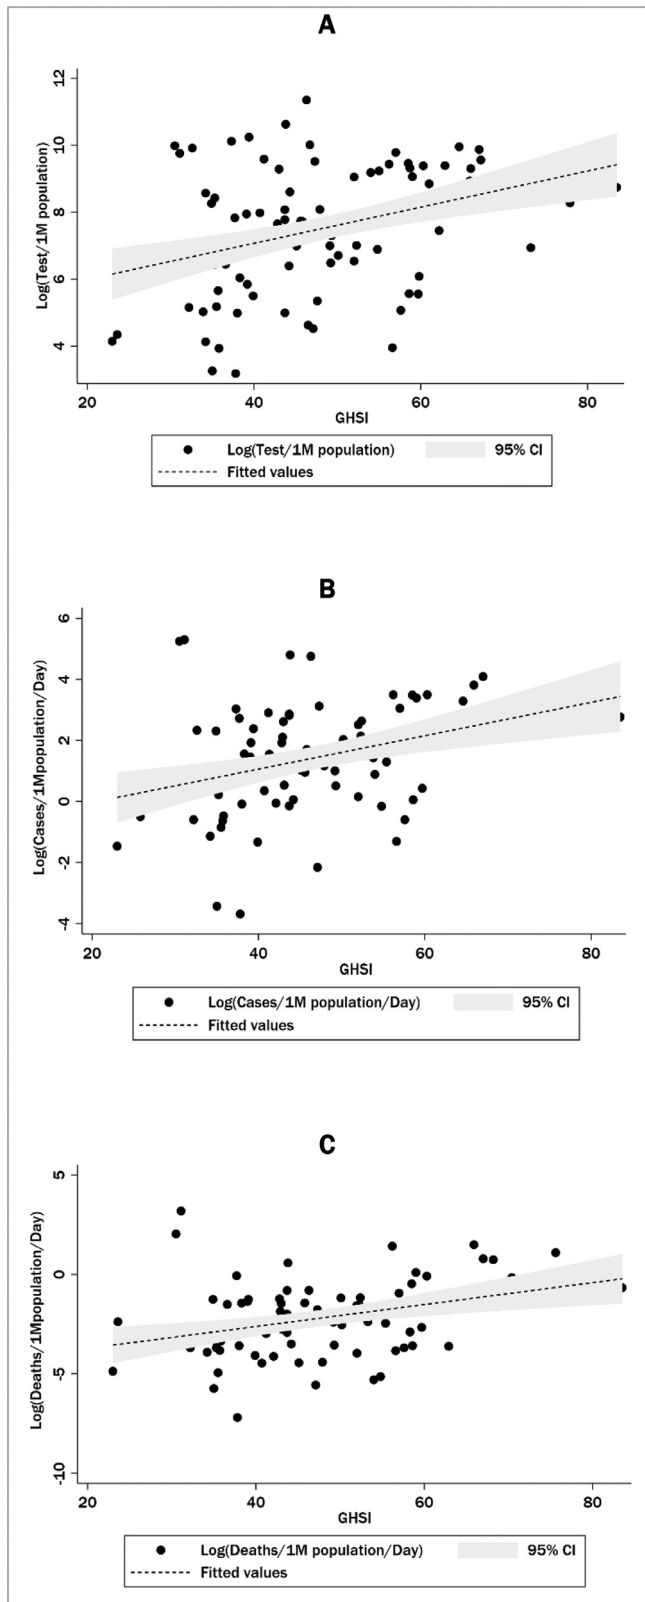 A
12
10
8
6
4
Log(Test/1M population)
20 40 60 80
GHSI
Log(Test/1M population) 95% CI
Fitted values
B
6
4
2
0
-2
-4
Log(Cases/1Mpopulation/Day)
20 40 60 80
GHSI
Log(Cases/1M population/Day) 95% CI
Fitted values
C
5
0
-5
-10
Log(Deaths/1Mpopulation/Day)
20 40 60 80
GHSI
Log(Deaths/1M population/Day) 95% CI
Fitted values